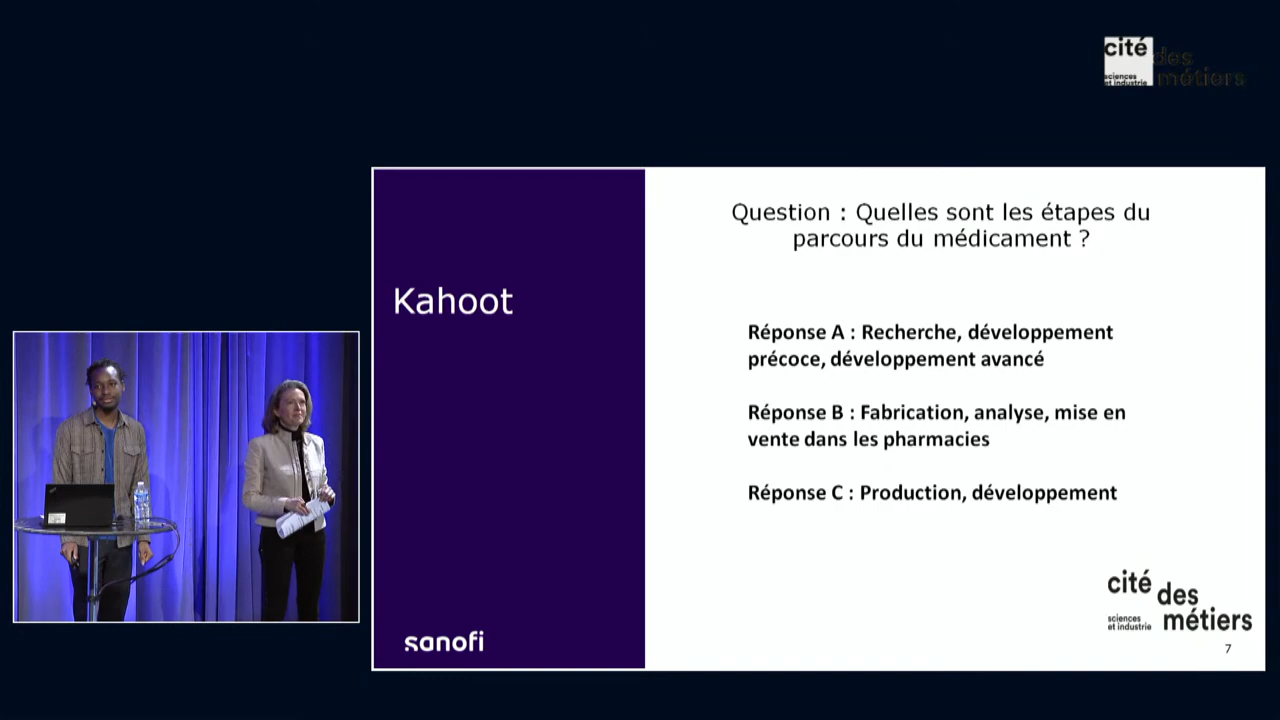 cité
des
sciences
et industrie
métiers
Question : Quelles sont les étapes du
parcours du médicament ?
Kahoot
Réponse A : Recherche, développement
précoce, développement avancé
Réponse B : Fabrication, analyse, mise en
vente dans les pharmacies
Réponse C : Production, développement
cité
des
sciences
et industrie
métiers
sanofi
7